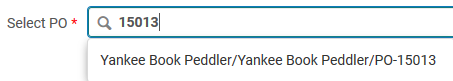 Select PO * 15013
Yankee Book Peddler/Yankee Book Peddler/PO-15013